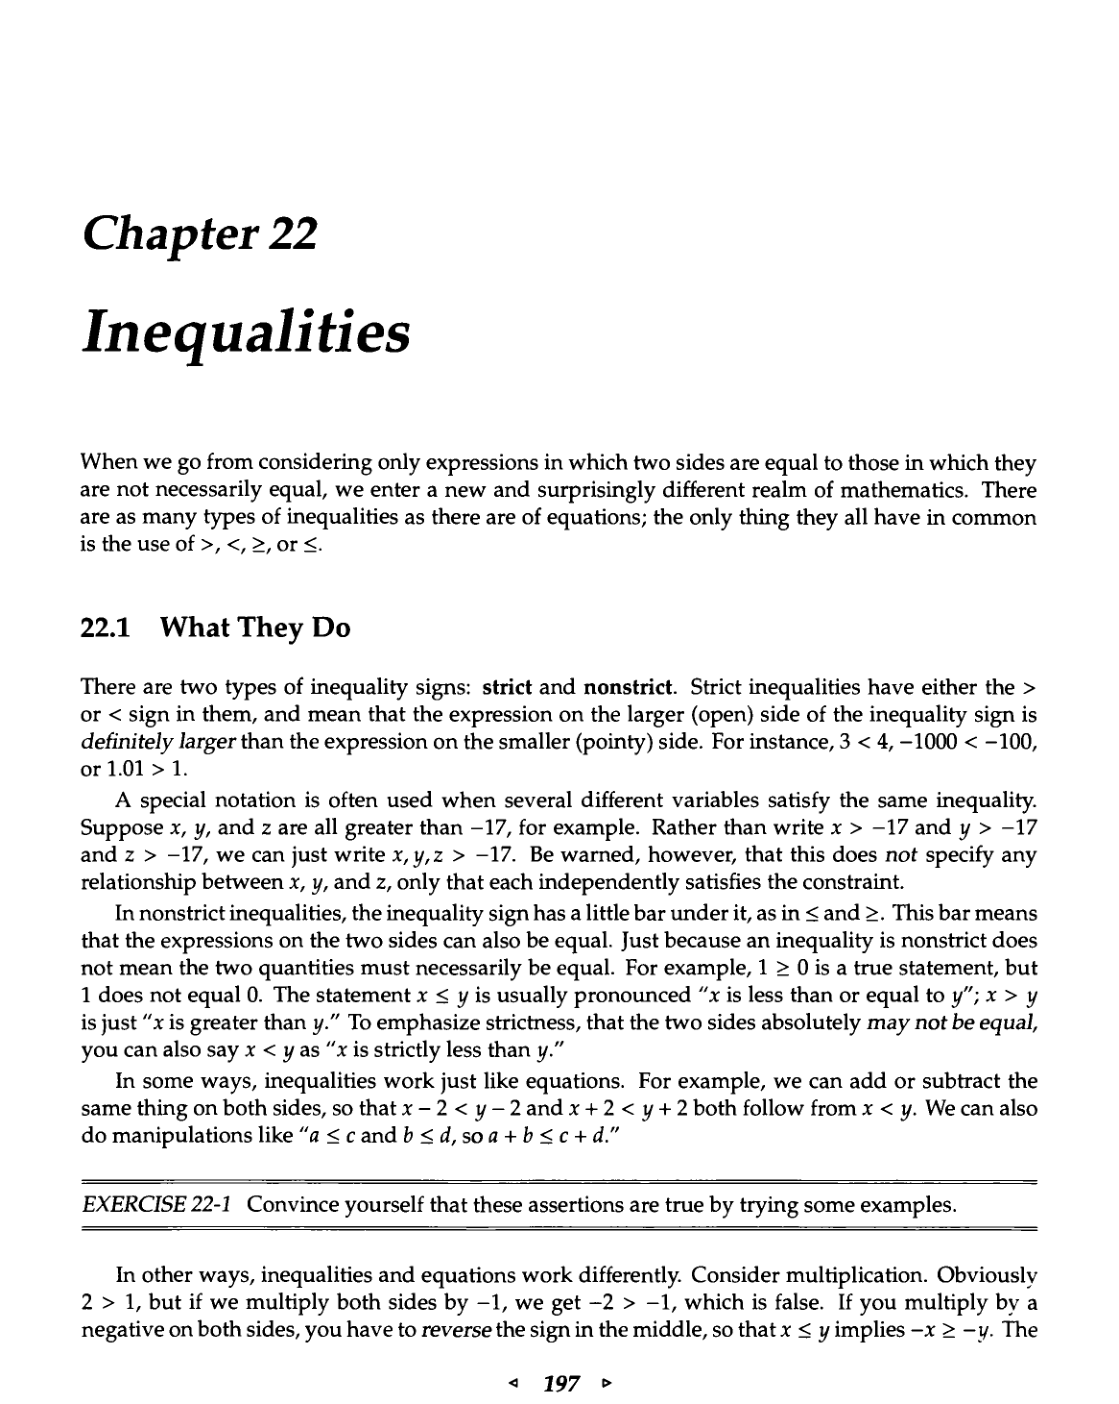 Chapter 22
Inequalities
When we go from considering only expressions in which two sides are equal to those in which they
are not necessarily equal, we enter a new and surprisingly different realm of mathematics. There
are as many types of inequalities as there are of equations; the only thing they all have in common
is the use of >, <, ≥, or ≤.
22.1 What They Do
There are two types of inequality signs: strict and nonstrict. Strict inequalities have either the >
or < sign in them, and mean that the expression on the larger (open) side of the inequality sign is
definitely larger than the expression on the smaller (pointy) side. For instance, 3 < 4, −1000 < −100,
or 1.01 > 1.
A special notation is often used when several different variables satisfy the same inequality.
Suppose x, y, and z are all greater than −17, for example. Rather than write x > −17 and y > −17
and z > −17, we can just write x, y, z > −17. Be warned, however, that this does not specify any
relationship between x, y, and z, only that each independently satisfies the constraint.
In nonstrict inequalities, the inequality sign has a little bar under it, as in ≤ and ≥. This bar means
that the expressions on the two sides can also be equal. Just because an inequality is nonstrict does
not mean the two quantities must necessarily be equal. For example, 1 ≥ 0 is a true statement, but
1 does not equal 0. The statement x ≤ y is usually pronounced "x is less than or equal to y"; x > y
is just "x is greater than y." To emphasize strictness, that the two sides absolutely may not be equal,
you can also say x < y as "x is strictly less than y."
In some ways, inequalities work just like equations. For example, we can add or subtract the
same thing on both sides, so that x − 2 < y − 2 and x + 2 < y + 2 both follow from x < y. We can also
do manipulations like "a ≤ c and b ≤ d, so a + b ≤ c + d."
EXERCISE 22-1 Convince yourself that these assertions are true by trying some examples.
In other ways, inequalities and equations work differently. Consider multiplication. Obviously
2 > 1, but if we multiply both sides by −1, we get −2 > −1, which is false. If you multiply by a
negative on both sides, you have to reverse the sign in the middle, so that x ≤ y implies −x ≥ −y. The
◃ 197 ▹